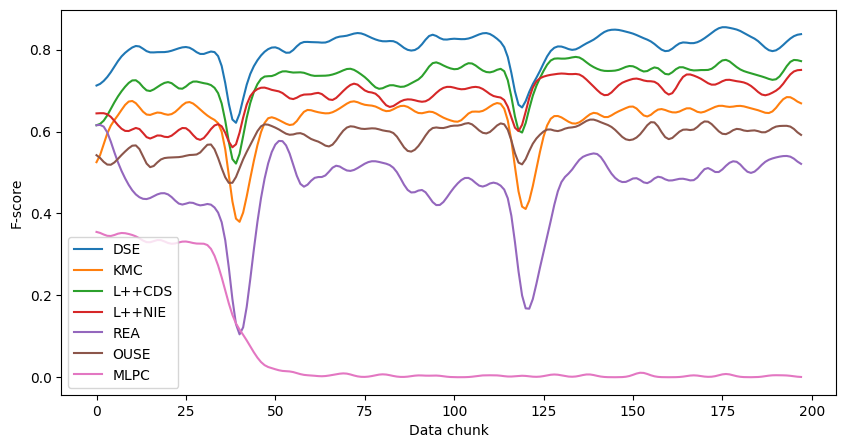 F-score
0.8
0.6
0.4
0.2
0.0
DSE
KMC
L++CDS
L++NIE
REA
OUSE
MLPC
0 25 50 75 100 125 150 175 200
Data chunk